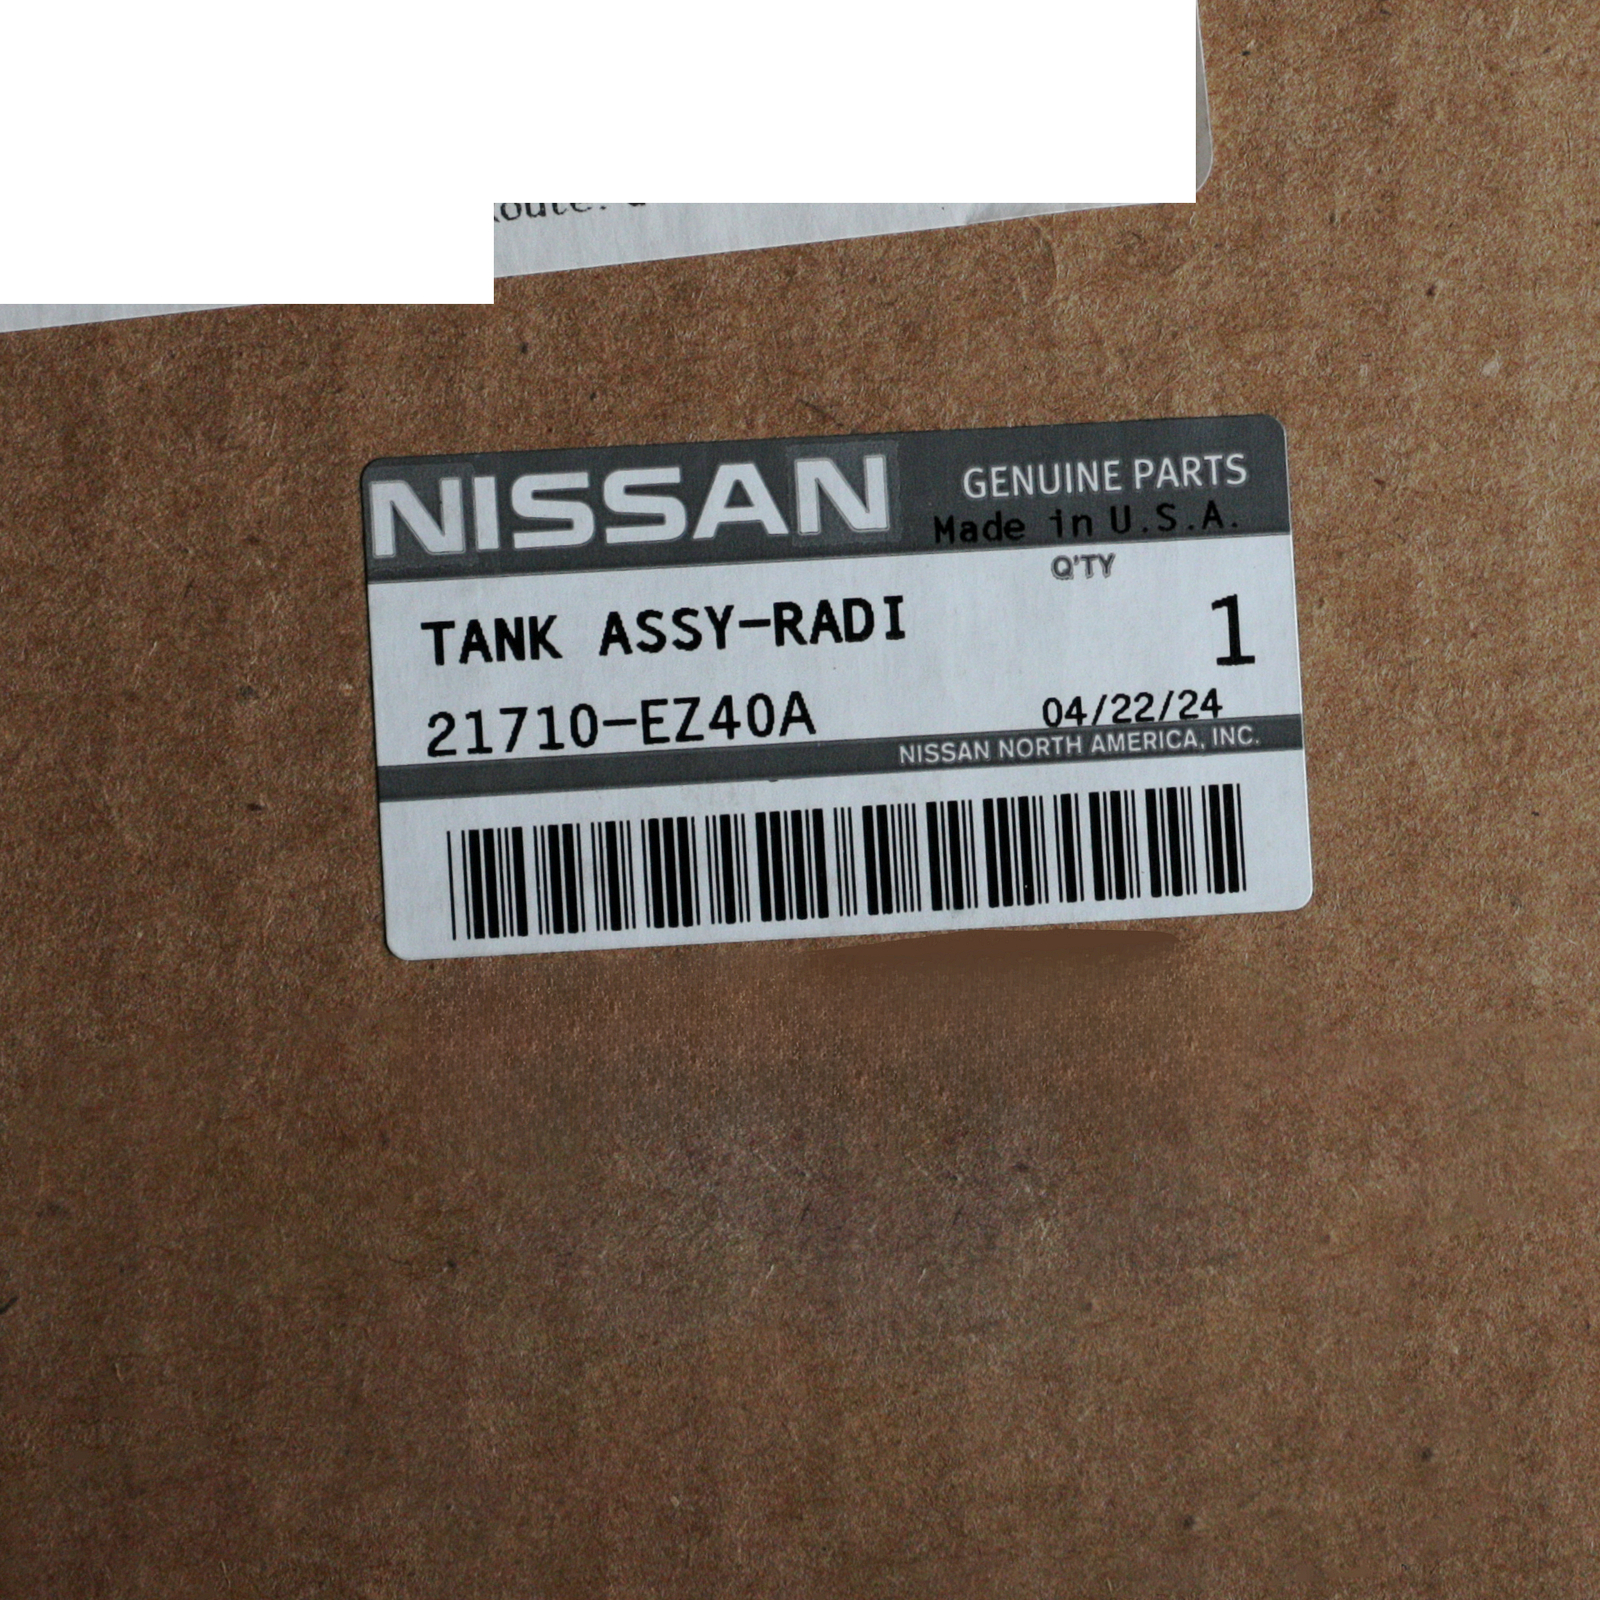 NISSAN
GENUINE PARTS
Made in U.S.A.
Q'TY
TANK ASSY-RADI
1
21710-EZ40A
04/22/24
NISSAN NORTH AMERICA, INC.